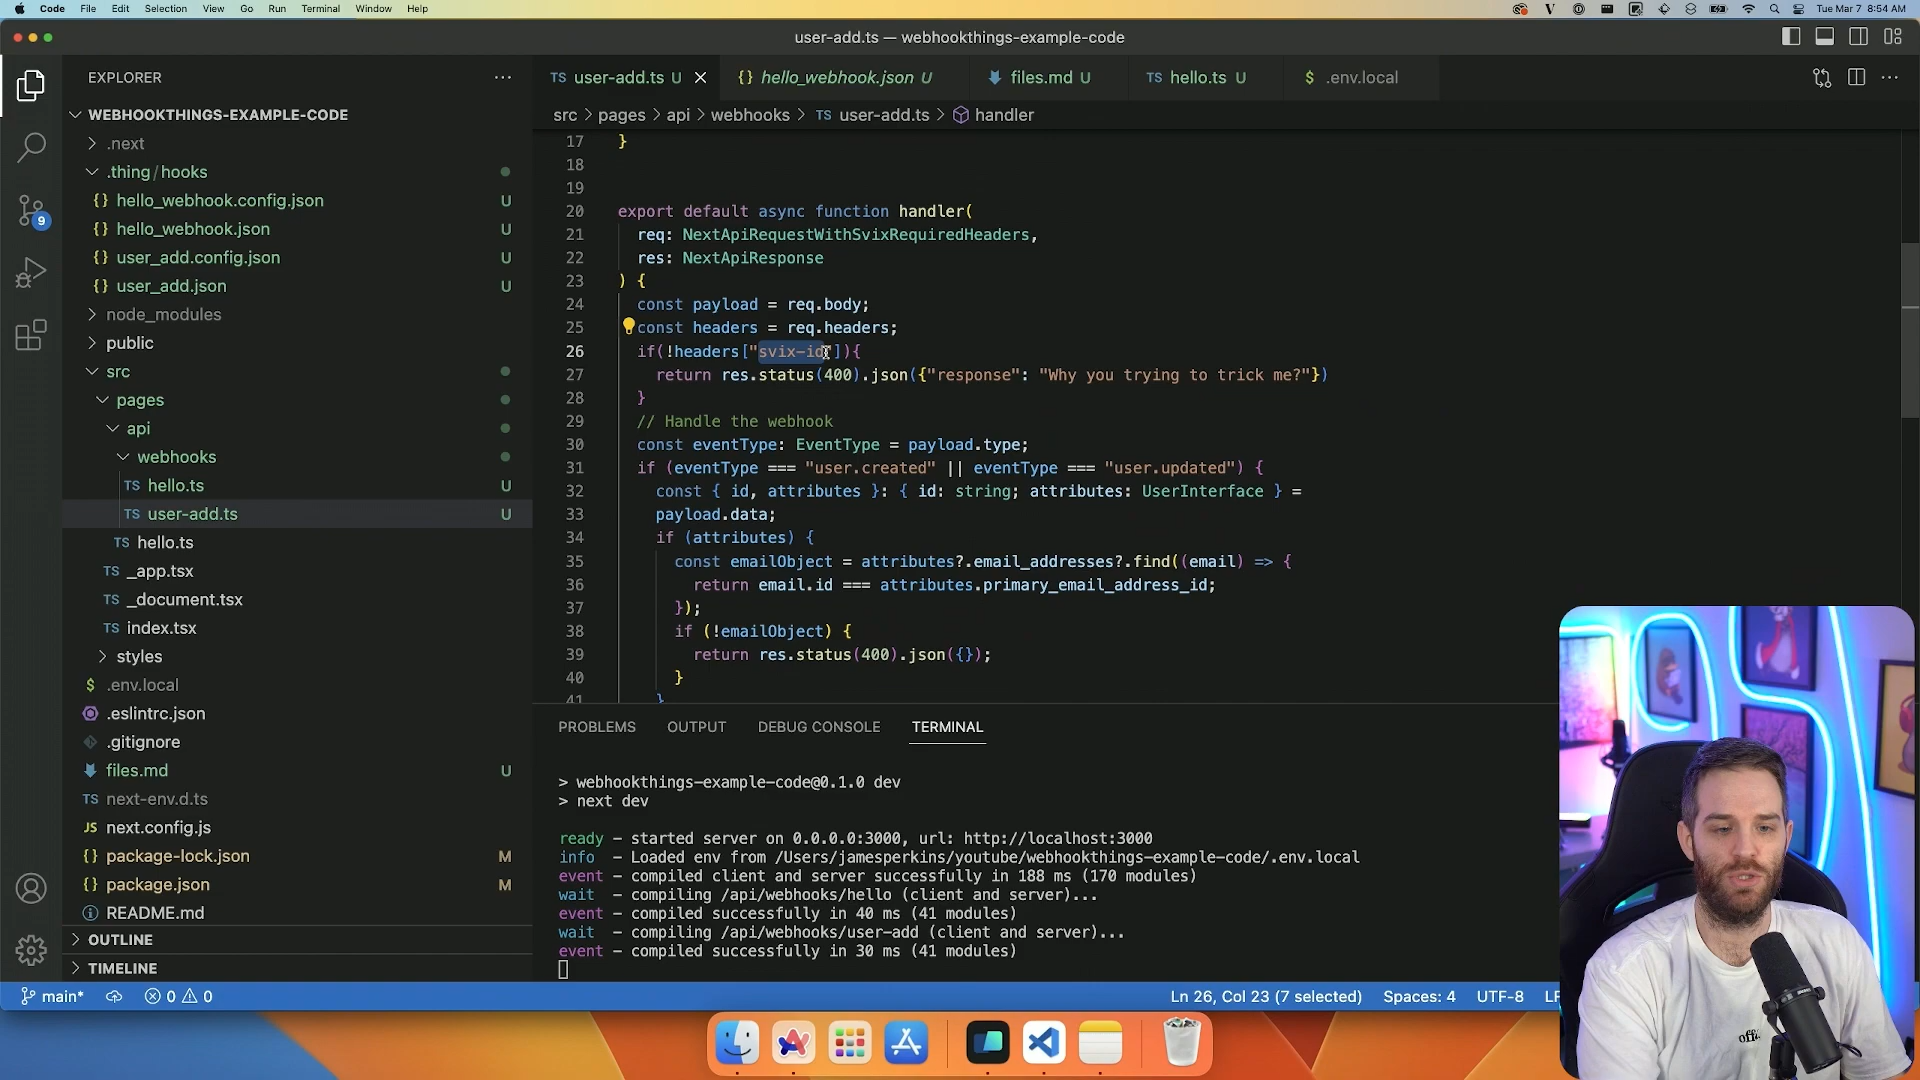 Code File Edit Selection View Go Run Terminal Window Help Tue Mar 7 8:54 AM
user-add.ts — webhookthings-example-code
EXPLORER
WEBHOOKTHINGS-EXAMPLE-CODE
.next
.thing/hooks
{} hello_webhook.config.json U
{} hello_webhook.json U
{} user_add.config.json U
{} user_add.json U
node_modules
public
src
pages
api
webhooks
TS hello.ts U
TS user-add.ts U
TS hello.ts
TS _app.tsx
TS _document.tsx
TS index.tsx
styles
$ .env.local
.eslintrc.json
.gitignore
files.md U
TS next-env.d.ts
JS next.config.js
{} package-lock.json M
{} package.json M
README.md
OUTLINE
TIMELINE
9
TS user-add.ts U {} hello_webhook.json U files.md U TS hello.ts U $ .env.local
src > pages > api > webhooks > TS user-add.ts > handler
17 }
18
19
20 export default async function handler(
21 req: NextApiRequestWithSvixRequiredHeaders,
22 res: NextApiResponse
23 ) {
24 const payload = req.body;
25 const headers = req.headers;
26 if(!headers["svix-id"]){
27 return res.status(400).json({"response": "Why you trying to trick me?"})
28 }
29 // Handle the webhook
30 const eventType: EventType = payload.type;
31 if (eventType === "user.created" || eventType === "user.updated") {
32 const { id, attributes }: { id: string; attributes: UserInterface } =
33 payload.data;
34 if (attributes) {
35 const emailObject = attributes?.email_addresses?.find((email) => {
36 return email.id === attributes.primary_email_address_id;
37 });
38 if (!emailObject) {
39 return res.status(400).json({});
40 }
41 }
PROBLEMS OUTPUT DEBUG CONSOLE TERMINAL
> webhookthings-example-code@0.1.0 dev
> next dev
ready – started server on 0.0.0.0:3000, url: http://localhost:3000
info – Loaded env from /Users/jamesperkins/youtube/webhookthings-example-code/.env.local
event – compiled client and server successfully in 188 ms (170 modules)
wait – compiling /api/webhooks/hello (client and server)...
event – compiled successfully in 40 ms (41 modules)
wait – compiling /api/webhooks/user-add (client and server)...
event – compiled successfully in 30 ms (41 modules)
main* 0 0 Ln 26, Col 23 (7 selected) Spaces: 4 UTF-8 LF